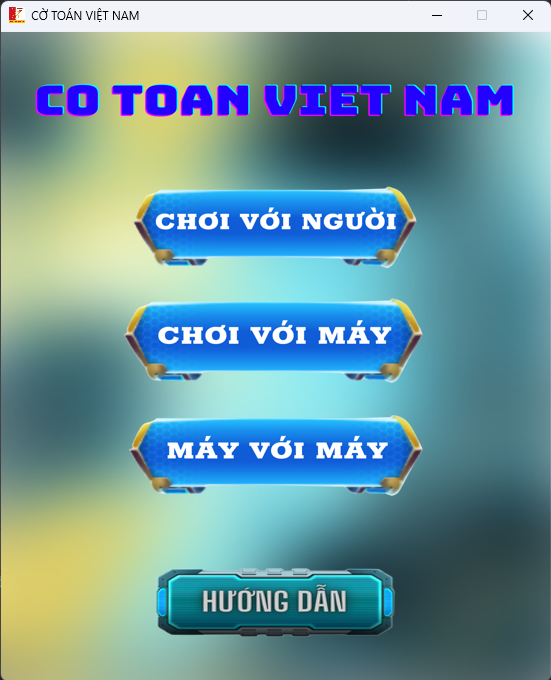 CỜ TOÁN VIỆT NAM
CO TOAN VIET NAM
CHƠI VỚI NGƯỜI
CHƠI VỚI MÁY
MÁY VỚI MÁY
HƯỚNG DẪN